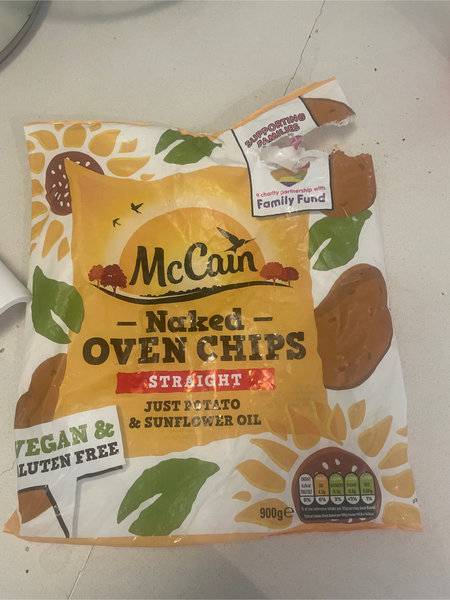 SUPPORTING
FAMILIES
a charity partnership with
Family Fund
McCain
Naked
OVEN CHIPS
STRAIGHT
JUST POTATO
& SUNFLOWER OIL
VEGAN &
LUTEN FREE
900g℮